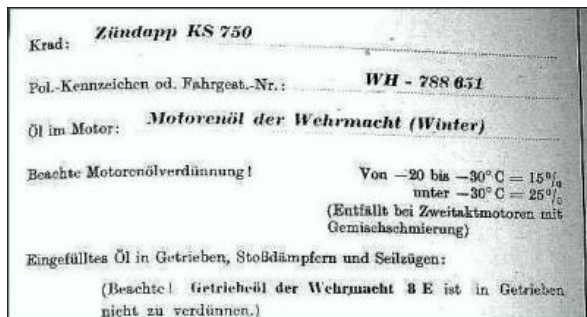 Krad: Zündapp KS 750
Pol.-Kennzeichen od. Fahrgest.-Nr.: WH - 788 651
Öl im Motor: Motorenöl der Wehrmacht (Winter)
Beachte Motorenölverdünnung! Von —20 bis —30° C = 15%
unter —30° C = 25%
(Entfällt bei Zweitaktmotoren mit
Gemischschmierung)
Eingefülltes Öl in Getrieben, Stoßdämpfern und Seilzügen:
(Beachte! Getriebeöl der Wehrmacht 8 E ist in Getrieben
nicht zu verdünnen.)